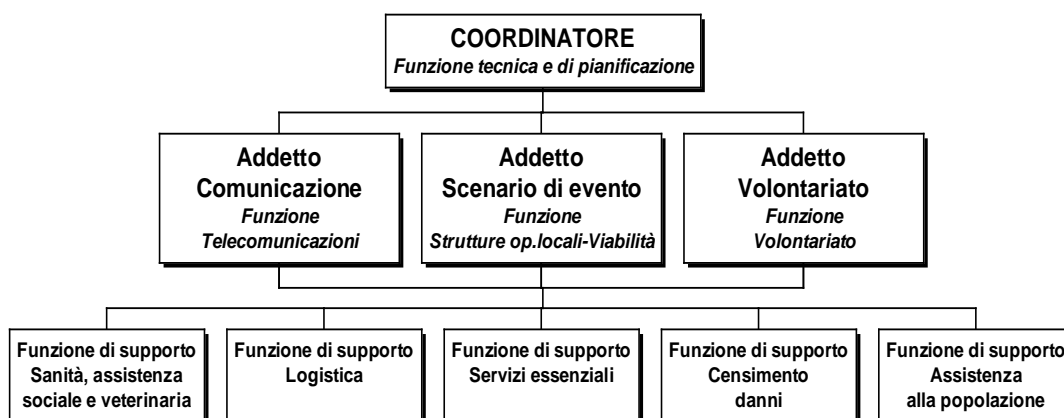 COORDINATORE
Funzione tecnica e di pianificazione
Addetto
Comunicazione
Funzione
Telecomunicazioni
Addetto
Scenario di evento
Funzione
Strutture op.locali-Viabilità
Addetto
Volontariato
Funzione
Volontariato
Funzione di supporto
Sanità, assistenza
sociale e veterinaria
Funzione di supporto
Logistica
Funzione di supporto
Servizi essenziali
Funzione di supporto
Censimento
danni
Funzione di supporto
Assistenza
alla popolazione